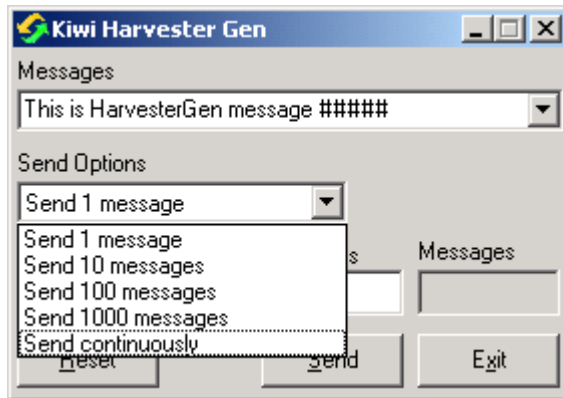 Kiwi Harvester Gen
Messages
This is HarvesterGen message #####
Send Options
Send 1 message
Send 1 message
Send 10 messages
Send 100 messages
Send 1000 messages
Send continuously
Messages
Reset
Send
Exit